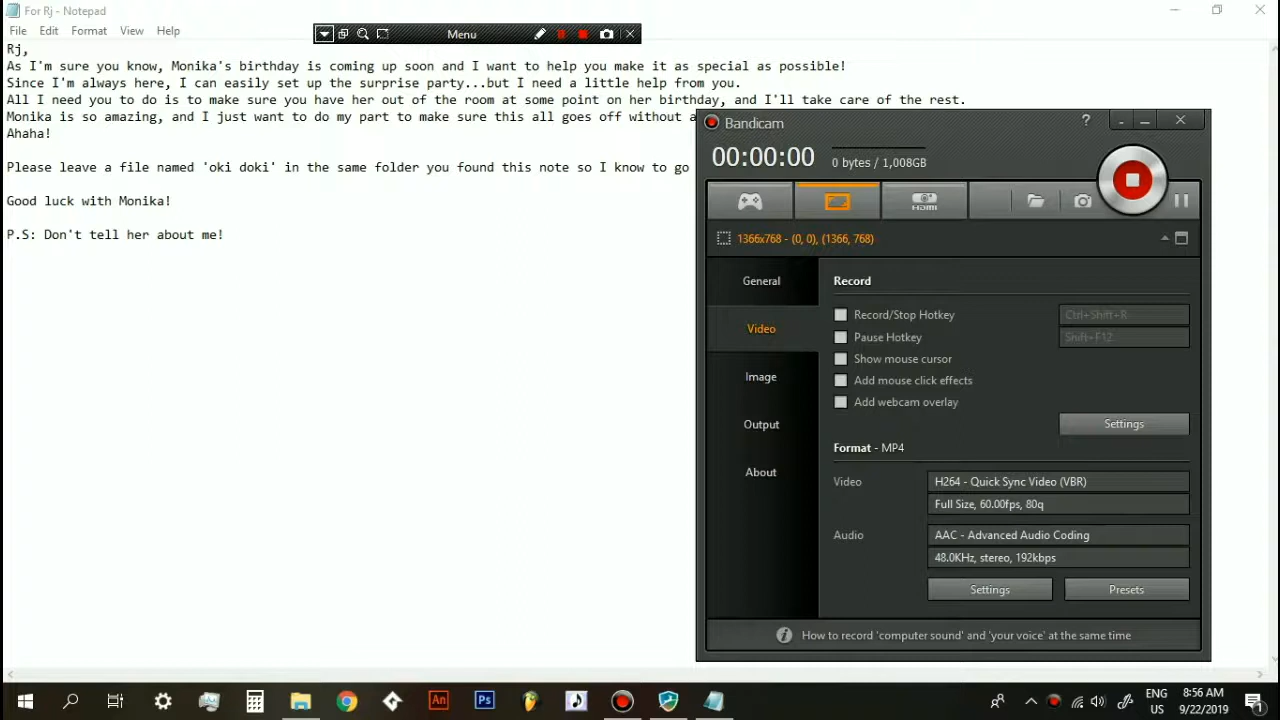 For Rj - Notepad
File Edit Format View Help
Menu
Rj,
As I'm sure you know, Monika's birthday is coming up soon and I want to help you make it as special as possible!
Since I'm always here, I can easily set up the surprise party...but I need a little help from you.
All I need you to do is to make sure you have her out of the room at some point on her birthday, and I'll take care of the rest.
Monika is so amazing, and I just want to do my part to make sure this all goes off without a
Ahaha!
Please leave a file named 'oki doki' in the same folder you found this note so I know to go
Good luck with Monika!
P.S: Don't tell her about me!
Bandicam
?
00:00:00
0 bytes / 1,008GB
HDMI
1366x768 - (0, 0), (1366, 768)
General
Video
Image
Output
About
Record
Record/Stop Hotkey
Ctrl+Shift+R
Pause Hotkey
Shift+F12
Show mouse cursor
Add mouse click effects
Add webcam overlay
Settings
Format - MP4
Video
H264 - Quick Sync Video (VBR)
Full Size, 60.00fps, 80q
Audio
AAC - Advanced Audio Coding
48.0KHz, stereo, 192kbps
Settings
Presets
How to record 'computer sound' and 'your voice' at the same time
An
Ps
ENG
US
8:56 AM
9/22/2019
1